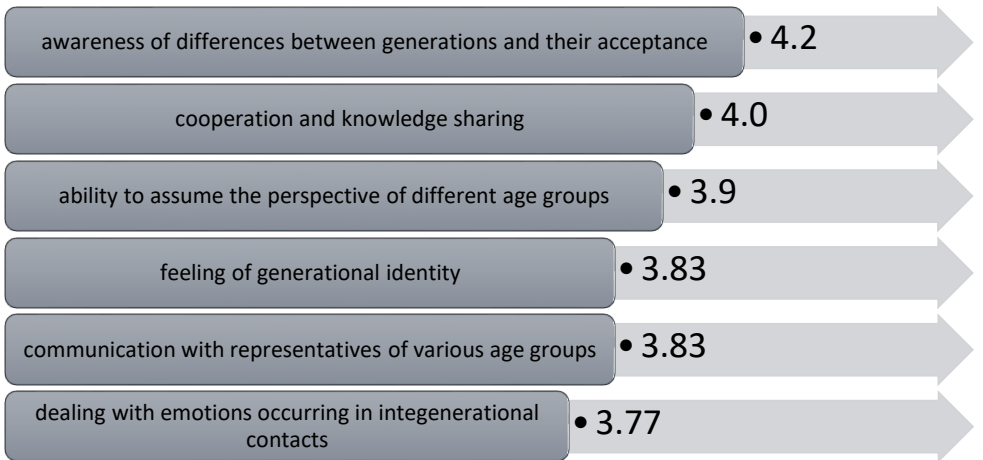 awareness of differences between generations and their acceptance
• 4.2
cooperation and knowledge sharing
• 4.0
ability to assume the perspective of different age groups
• 3.9
feeling of generational identity
• 3.83
communication with representatives of various age groups
• 3.83
dealing with emotions occurring in integenerational
contacts
• 3.77